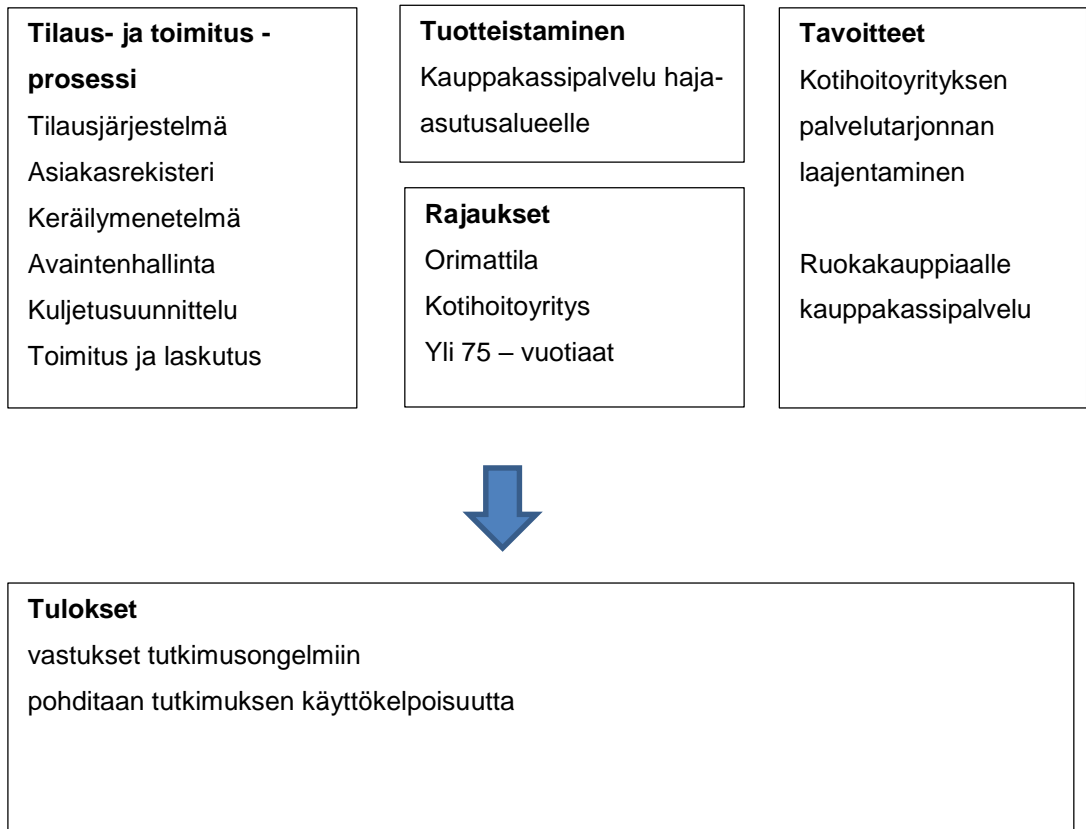 Tilaus- ja toimitus -
prosessi
Tilausjärjestelmä
Asiakasrekisteri
Keräilymenetelmä
Avaintenhallinta
Kuljetusuunnittelu
Toimitus ja laskutus
Tuotteistaminen
Kauppakassipalvelu haja-
asutusalueelle
Rajaukset
Orimattila
Kotihoitoyritys
Yli 75 – vuotiaat
Tavoitteet
Kotihoitoyrityksen
palvelutarjonnan
laajentaminen
Ruokakauppiaalle
kauppakassipalvelu
Tulokset
vastukset tutkimusongelmiin
pohditaan tutkimuksen käyttökelpoisuutta